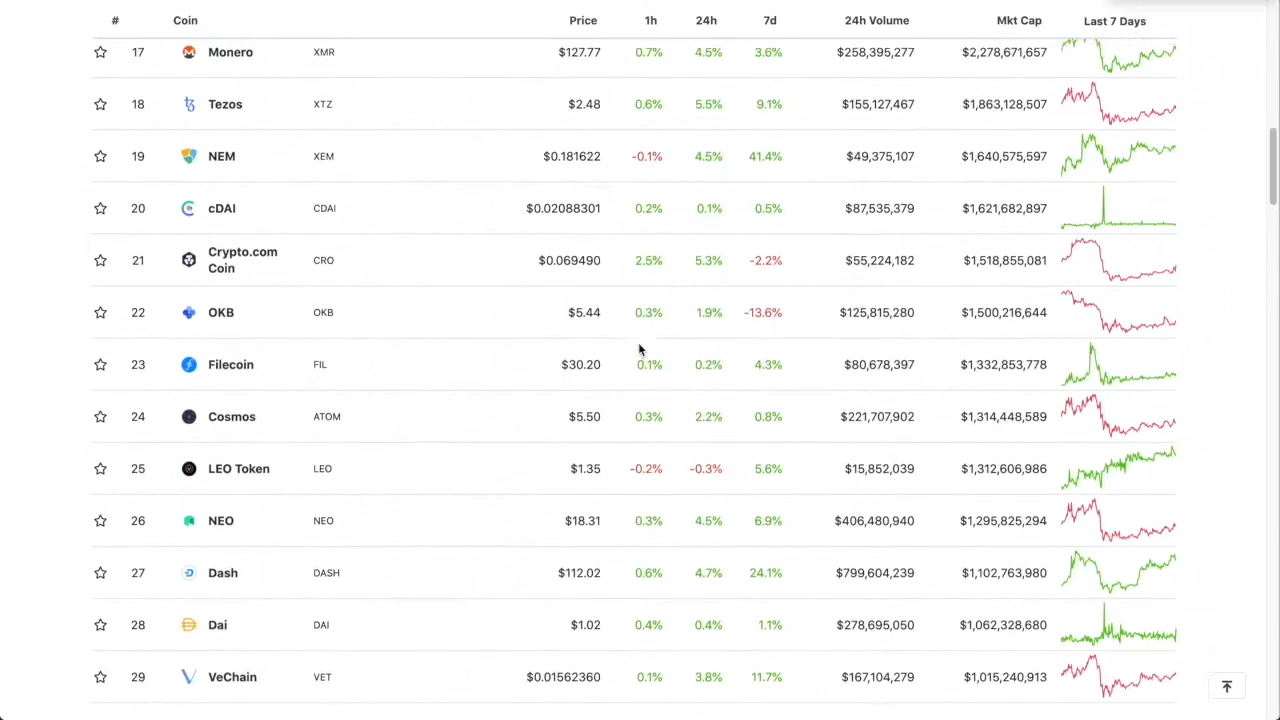 # Coin Price 1h 24h 7d 24h Volume Mkt Cap Last 7 Days
17 Monero XMR $127.77 0.7% 4.5% 3.6% $258,395,277 $2,278,671,657
18 Tezos XTZ $2.48 0.6% 5.5% 9.1% $155,127,467 $1,863,128,507
19 NEM XEM $0.181622 -0.1% 4.5% 41.4% $49,375,107 $1,640,575,597
20 cDAI CDAI $0.02088301 0.2% 0.1% 0.5% $87,535,379 $1,621,682,897
21 Crypto.com
Coin CRO $0.069490 2.5% 5.3% -2.2% $55,224,182 $1,518,855,081
22 OKB OKB $5.44 0.3% 1.9% -13.6% $125,815,280 $1,500,216,644
23 Filecoin FIL $30.20 0.1% 0.2% 4.3% $80,678,397 $1,332,853,778
24 Cosmos ATOM $5.50 0.3% 2.2% 0.8% $221,707,902 $1,314,448,589
25 LEO Token LEO $1.35 -0.2% -0.3% 5.6% $15,852,039 $1,312,606,986
26 NEO NEO $18.31 0.3% 4.5% 6.9% $406,480,940 $1,295,825,294
27 Dash DASH $112.02 0.6% 4.7% 24.1% $799,604,239 $1,102,763,980
28 Dai DAI $1.02 0.4% 0.4% 1.1% $278,695,050 $1,062,328,680
29 VeChain VET $0.01562360 0.1% 3.8% 11.7% $167,104,279 $1,015,240,913